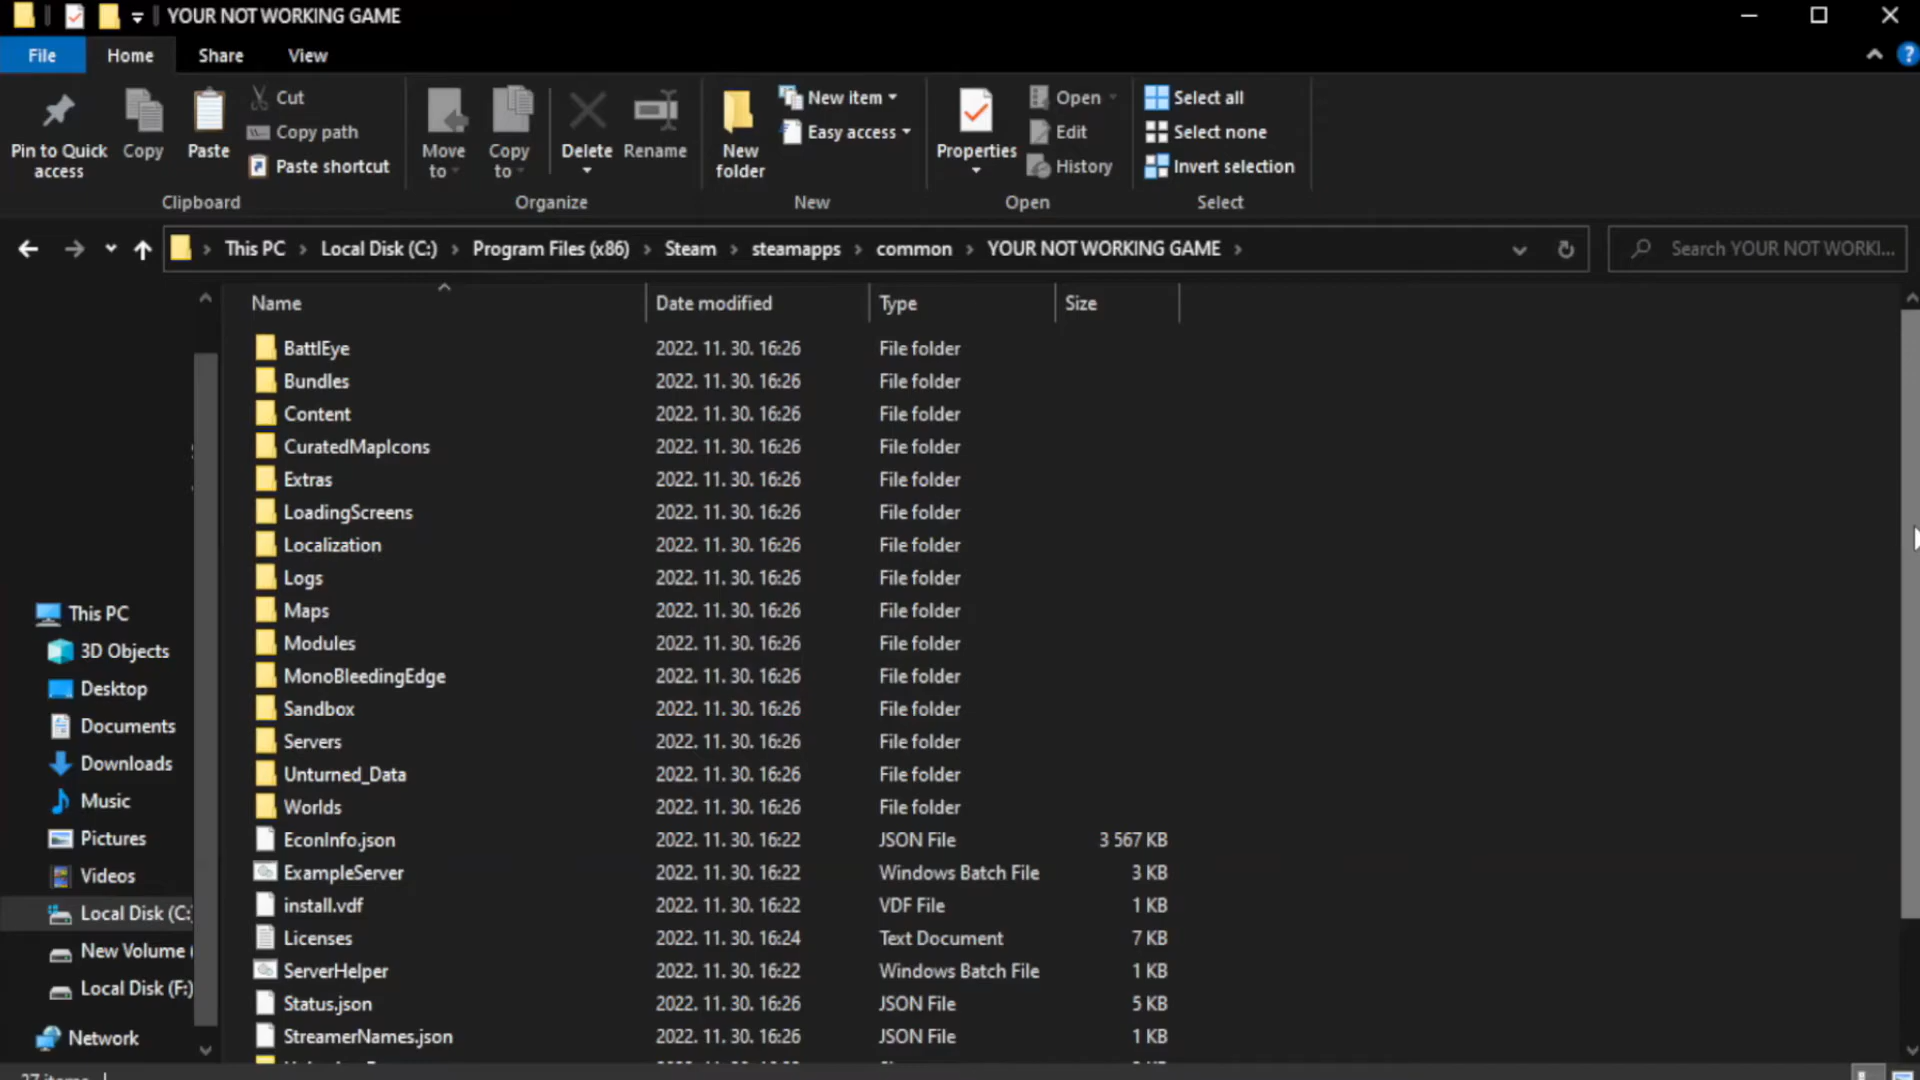 YOUR NOT WORKING GAME
File Home Share View
Pin to Quick access
Copy
Paste
Cut
Copy path
Paste shortcut
Clipboard
Move to
Copy to
Delete
Rename
Organize
New folder
New item
Easy access
New
Properties
Open
Edit
History
Open
Select all
Select none
Invert selection
Select
This PC Local Disk (C:) Program Files (x86) Steam steamapps common YOUR NOT WORKING GAME
Search YOUR NOT WORKI...
Name Date modified Type Size
BattlEye 2022. 11. 30. 16:26 File folder
Bundles 2022. 11. 30. 16:26 File folder
Content 2022. 11. 30. 16:26 File folder
CuratedMapIcons 2022. 11. 30. 16:26 File folder
Extras 2022. 11. 30. 16:26 File folder
LoadingScreens 2022. 11. 30. 16:26 File folder
Localization 2022. 11. 30. 16:26 File folder
Logs 2022. 11. 30. 16:26 File folder
Maps 2022. 11. 30. 16:26 File folder
Modules 2022. 11. 30. 16:26 File folder
MonoBleedingEdge 2022. 11. 30. 16:26 File folder
Sandbox 2022. 11. 30. 16:26 File folder
Servers 2022. 11. 30. 16:26 File folder
Unturned_Data 2022. 11. 30. 16:26 File folder
Worlds 2022. 11. 30. 16:26 File folder
EconInfo.json 2022. 11. 30. 16:22 JSON File 3 567 KB
ExampleServer 2022. 11. 30. 16:22 Windows Batch File 3 KB
install.vdf 2022. 11. 30. 16:22 VDF File 1 KB
Licenses 2022. 11. 30. 16:24 Text Document 7 KB
ServerHelper 2022. 11. 30. 16:22 Windows Batch File 1 KB
Status.json 2022. 11. 30. 16:26 JSON File 5 KB
StreamerNames.json 2022. 11. 30. 16:26 JSON File 1 KB
This PC
3D Objects
Desktop
Documents
Downloads
Music
Pictures
Videos
Local Disk (C:
New Volume (
Local Disk (F:)
Network